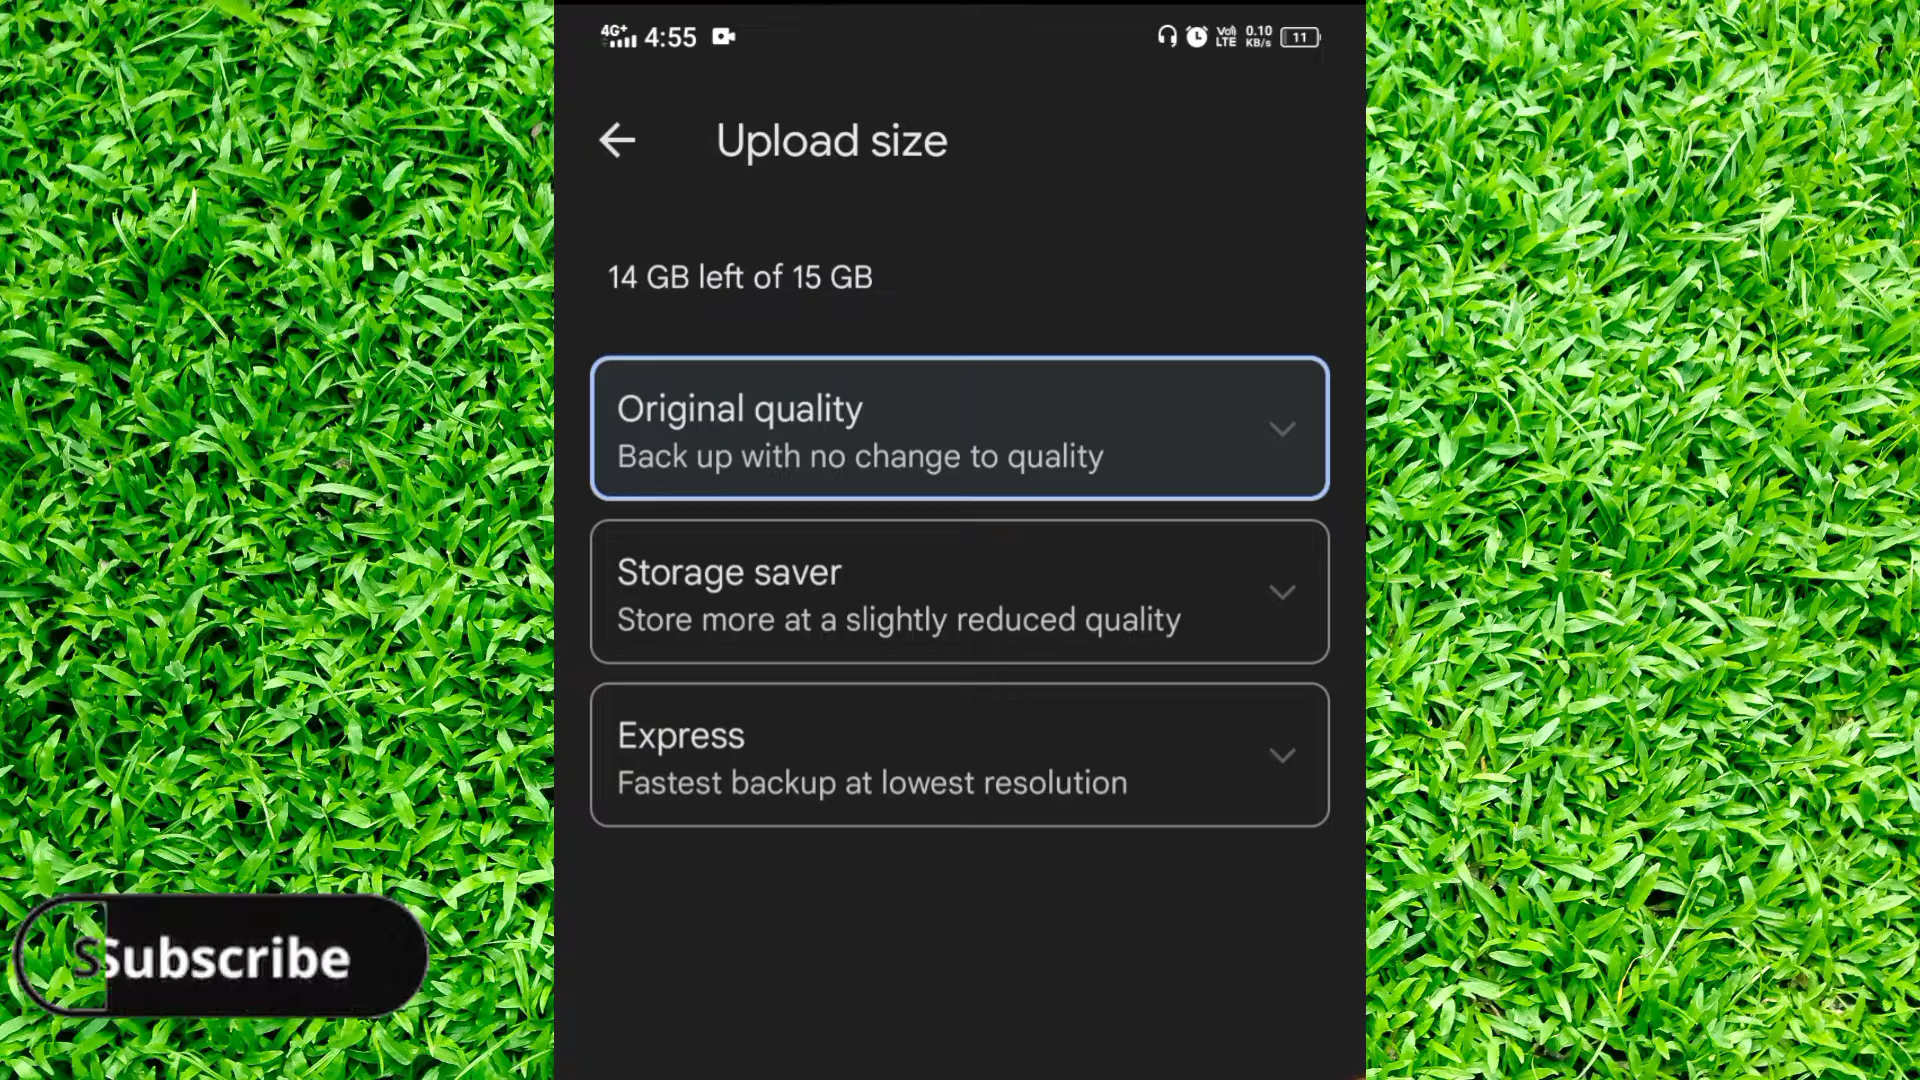 4G+ 4:55 Vo) LTE 0.10 KB/s 11
Upload size
14 GB left of 15 GB
Original quality
Back up with no change to quality
Storage saver
Store more at a slightly reduced quality
Express
Fastest backup at lowest resolution
Subscribe